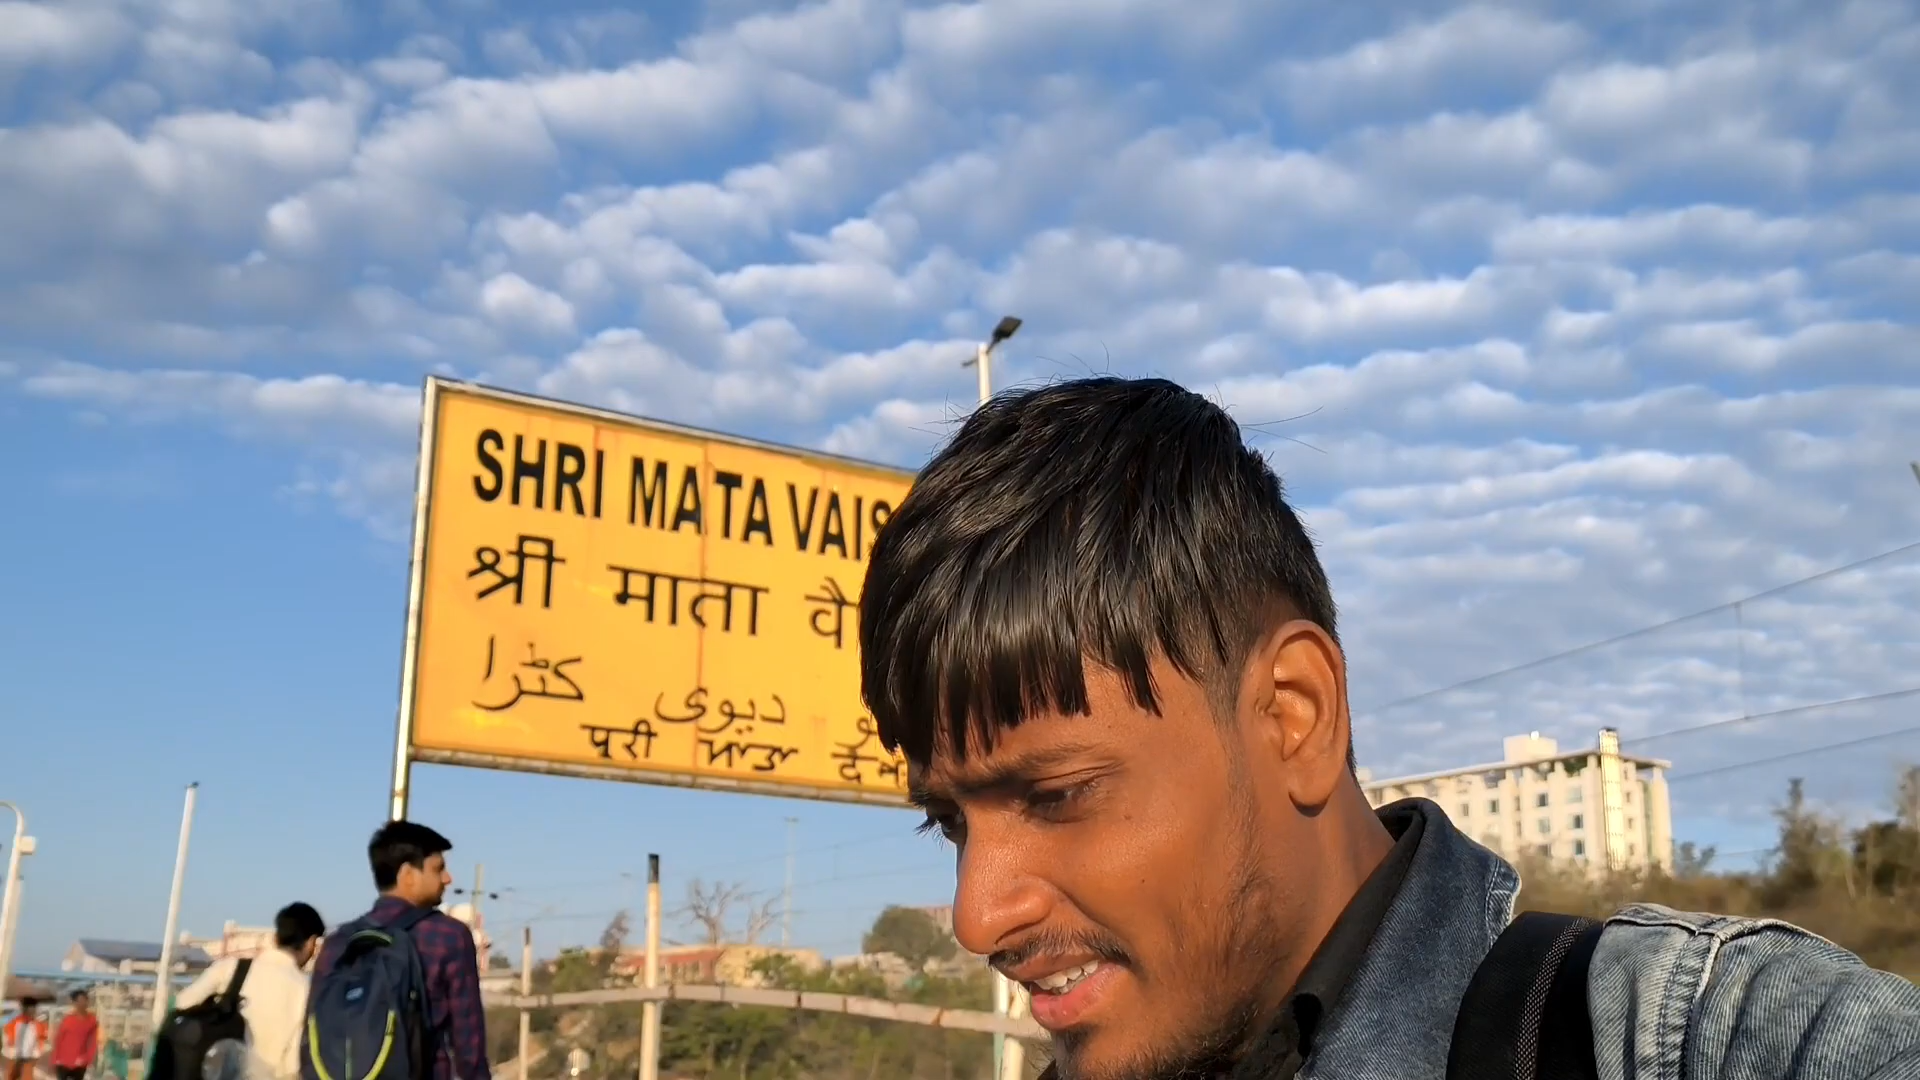 SHRI MATA VAIS
श्री माता वै
دیوی کٹرا
ਪੁਰੀ ਮਾਤਾ